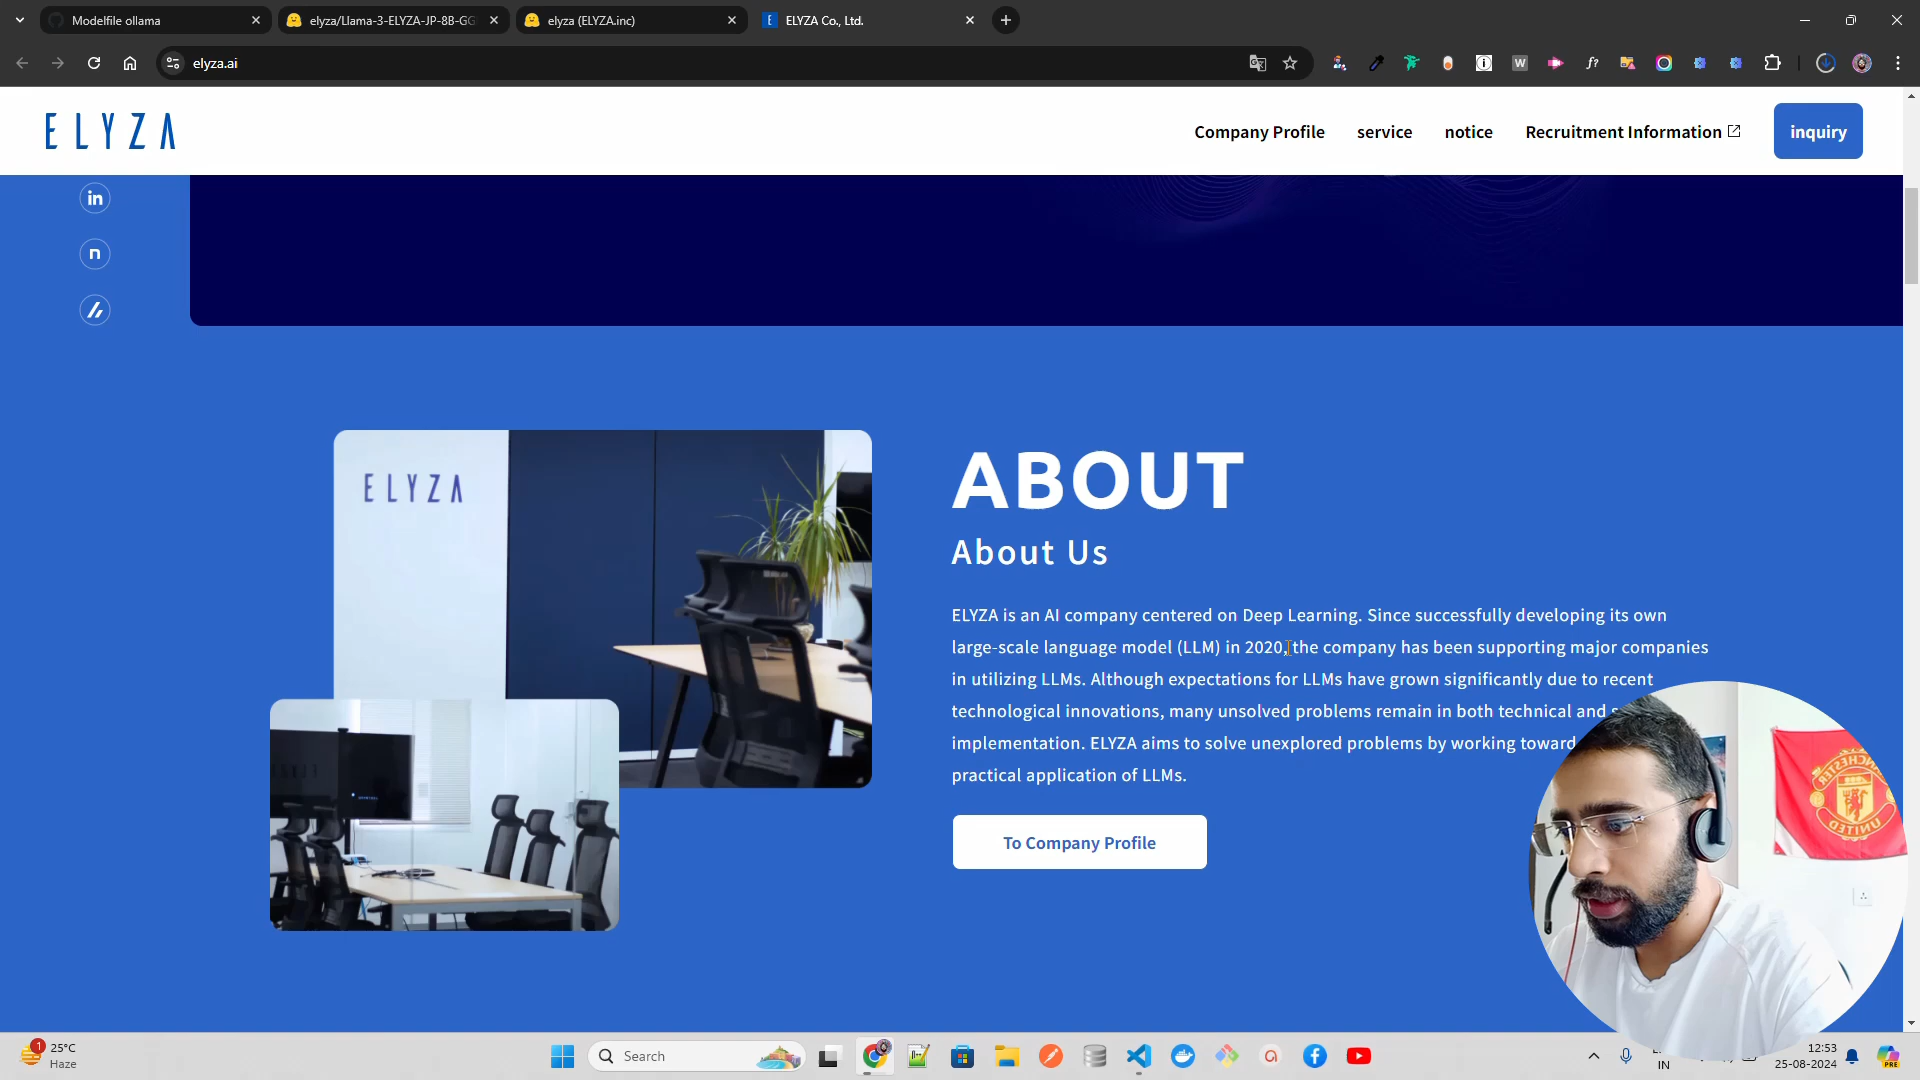 Modelfile ollama
elyza/Llama-3-ELYZA-JP-8B-GG
elyza (ELYZA.inc)
ELYZA Co., Ltd.
elyza.ai
ELYZA
Company Profile
service
notice
Recruitment Information
inquiry
in
n
ELYZA
ABOUT
About Us
ELYZA is an AI company centered on Deep Learning. Since successfully developing its own
large-scale language model (LLM) in 2020, the company has been supporting major companies
in utilizing LLMs. Although expectations for LLMs have grown significantly due to recent
technological innovations, many unsolved problems remain in both technical and
implementation. ELYZA aims to solve unexplored problems by working toward
practical application of LLMs.
To Company Profile
MANCHESTER
UNITED
1
25°C
Haze
Search
IN
12:53
25-08-2024
PRE